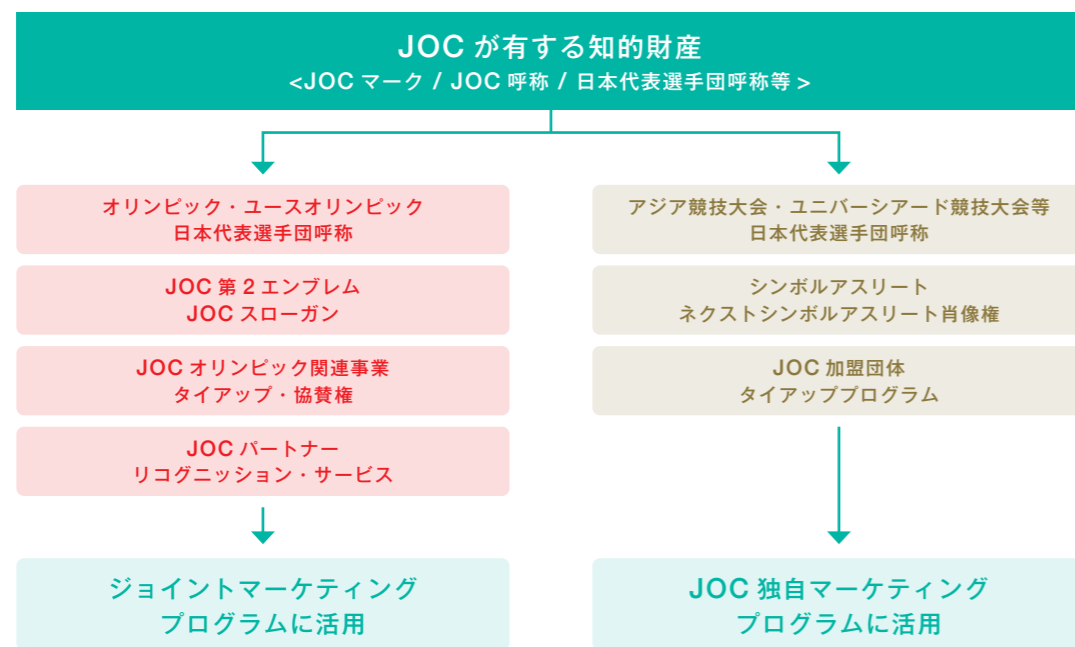 JOC が有する知的財産
<JOC マーク / JOC 呼称 / 日本代表選手団呼称等 >
オリンピック・ユースオリンピック
日本代表選手団呼称
JOC 第 2 エンブレム
JOC スローガン
JOC オリンピック関連事業
タイアップ・協賛権
JOC パートナー
リコグニッション・サービス
ジョイントマーケティング
プログラムに活用
アジア競技大会・ユニバーシアード競技大会等
日本代表選手団呼称
シンボルアスリート
ネクストシンボルアスリート肖像権
JOC 加盟団体
タイアッププログラム
JOC 独自マーケティング
プログラムに活用